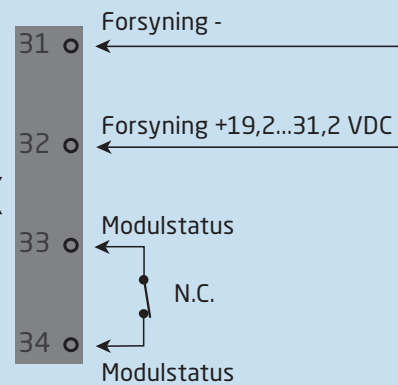 Forsyning -
31
Forsyning +19,2...31,2 VDC
32
Modulstatus
33
N.C.
34
Modulstatus